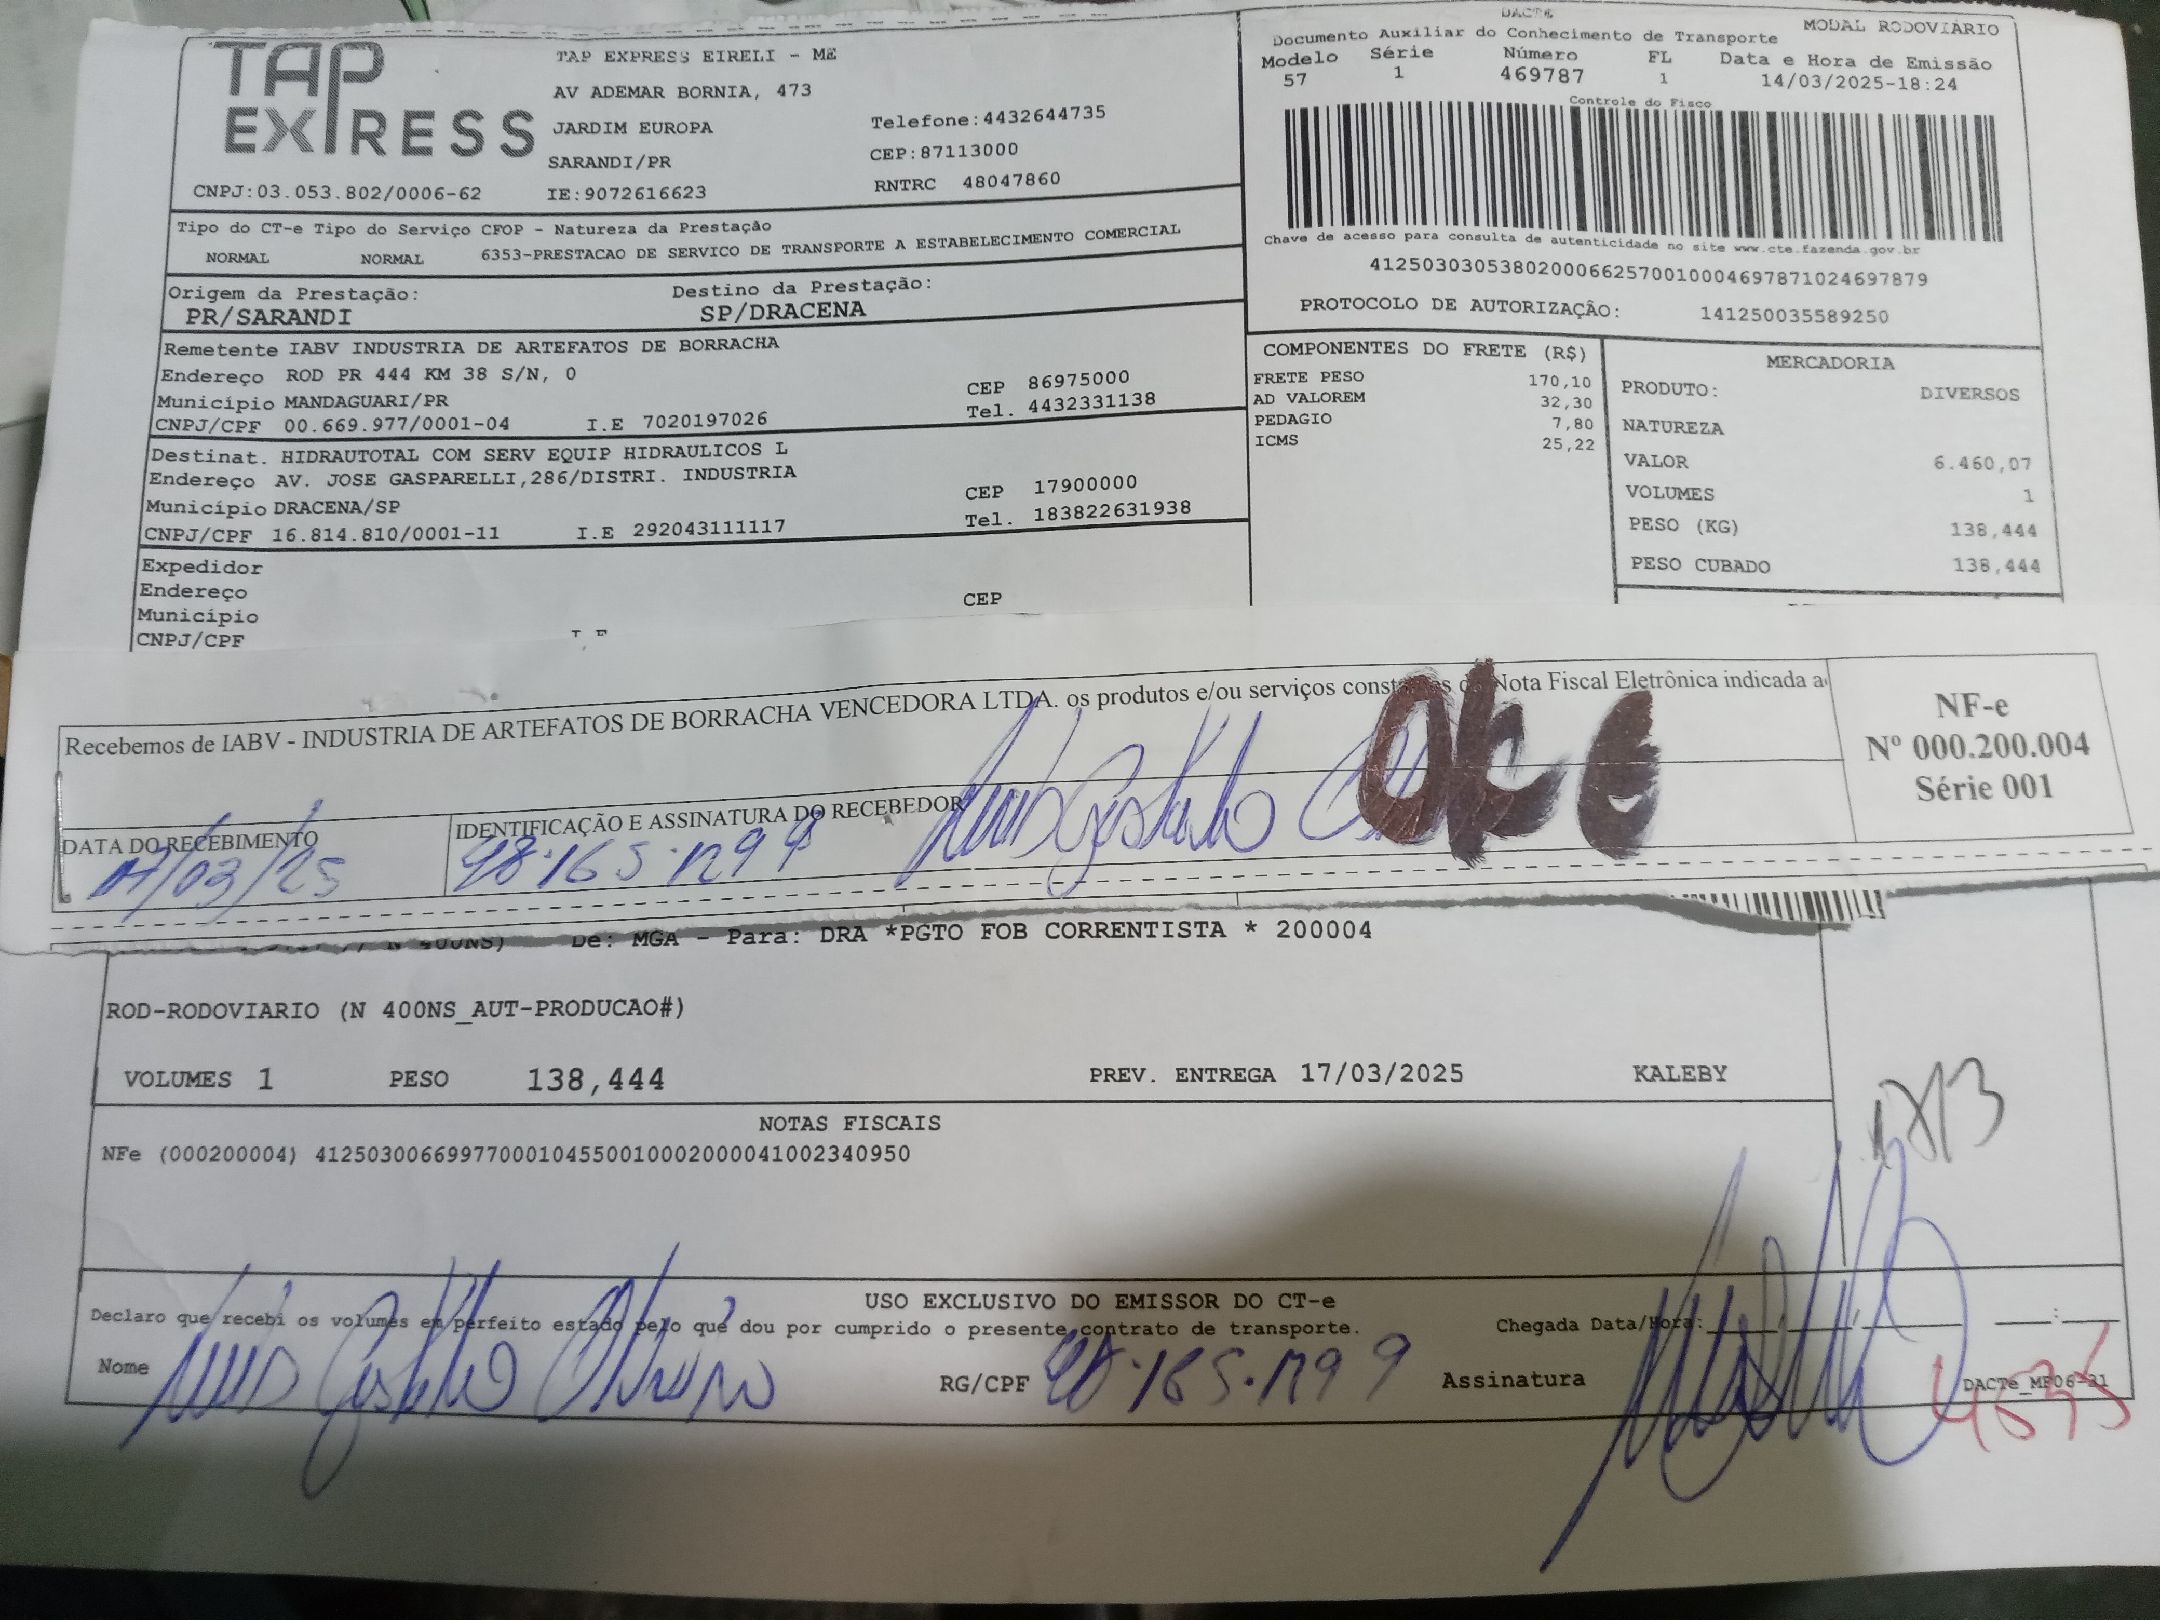 TAP EXPRESS
TAP EXPRESS EIRELI - ME
AV ADEMAR BORNIA, 473
JARDIM EUROPA Telefone:4432644735
SARANDI/PR CEP:87113000
CNPJ:03.053.802/0006-62 IE:9072616623 RNTRC 48047860
DACTE
Documento Auxiliar do Conhecimento de Transporte MODAL RODOVIÁRIO
Modelo Série Número FL Data e Hora de Emissão
57 1 469787 1 14/03/2025-18:24
Controle do Fisco
Chave de acesso para consulta de autenticidade no site www.cte.fazenda.gov.br
41250303053802000662570010004697871024697879
PROTOCOLO DE AUTORIZAÇÃO: 141250035589250
Tipo do CT-e Tipo do Serviço CFOP - Natureza da Prestação
NORMAL NORMAL 6353-PRESTACAO DE SERVICO DE TRANSPORTE A ESTABELECIMENTO COMERCIAL
Origem da Prestação: Destino da Prestação:
PR/SARANDI SP/DRACENA
Remetente IABV INDUSTRIA DE ARTEFATOS DE BORRACHA
Endereço ROD PR 444 KM 38 S/N, 0 CEP 86975000
Município MANDAGUARI/PR Tel. 4432331138
CNPJ/CPF 00.669.977/0001-04 I.E 7020197026
Destinat. HIDRAUTOTAL COM SERV EQUIP HIDRAULICOS L
Endereço AV. JOSE GASPARELLI,286/DISTRI. INDUSTRIA CEP 17900000
Município DRACENA/SP Tel. 183822631938
CNPJ/CPF 16.814.810/0001-11 I.E 292043111117
Expedidor
Endereço CEP
Município
CNPJ/CPF
COMPONENTES DO FRETE (R$)
FRETE PESO 170,10
AD VALOREM 32,30
PEDAGIO 7,80
ICMS 25,22
MERCADORIA
PRODUTO: DIVERSOS
NATUREZA
VALOR 6.460,07
VOLUMES 1
PESO (KG) 138,444
PESO CUBADO 138,444
Recebemos de IABV - INDUSTRIA DE ARTEFATOS DE BORRACHA VENCEDORA LTDA. os produtos e/ou serviços Nota Fiscal Eletrônica indicada
NF-e
Nº 000.200.004
Série 001
DATA DO RECEBIMENTO IDENTIFICAÇÃO E ASSINATURA DO RECEBEDOR
17/03/25 48.165.129 9
De: MGA - Para: DRA *PGTO FOB CORRENTISTA * 200004
ROD-RODOVIARIO (N 400NS_AUT-PRODUCAO#)
VOLUMES 1 PESO 138,444 PREV. ENTREGA 17/03/2025 KALEBY
NOTAS FISCAIS
NFe (000200004) 41250300669977000104550010002000041002340950
USO EXCLUSIVO DO EMISSOR DO CT-e
Declaro que recebi os volumes em perfeito estado pelo que dou por cumprido o presente contrato de transporte. Chegada Data/Hora:
Nome RG/CPF 48.165.129 9 Assinatura
DACTe_MF06-21